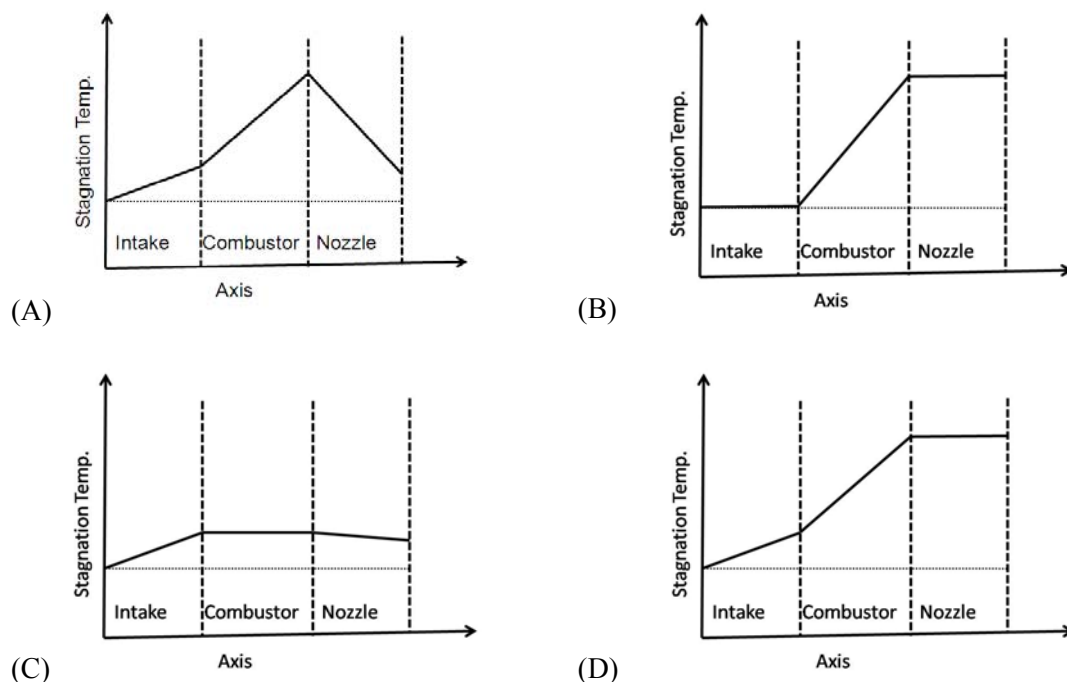 Stagnation Temp.
Intake Combustor Nozzle
Axis
(A)
Stagnation Temp.
Intake Combustor Nozzle
Axis
(B)
Stagnation Temp.
Intake Combustor Nozzle
Axis
(C)
Stagnation Temp.
Intake Combustor Nozzle
Axis
(D)